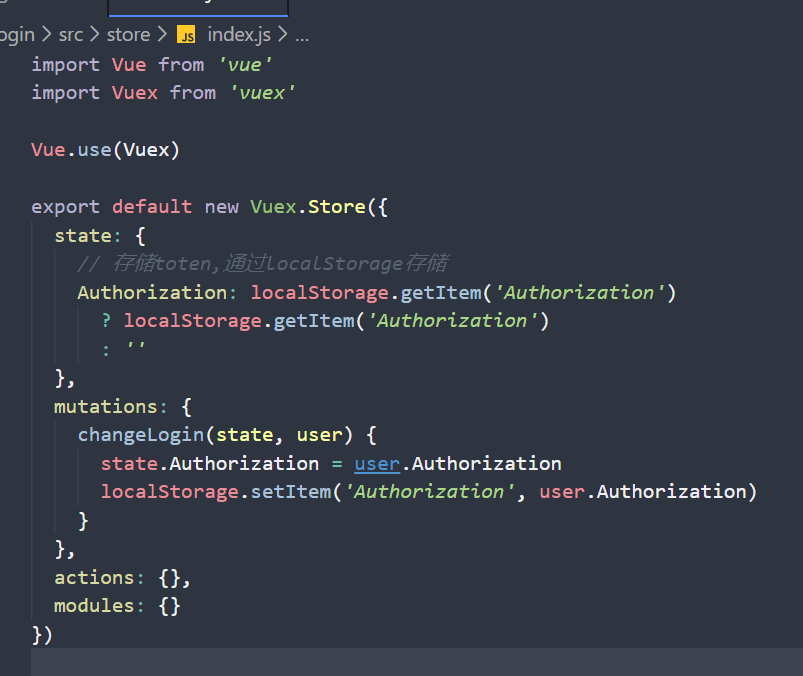 ogin > src > store > JS index.js > ...
import Vue from 'vue'
import Vuex from 'vuex'
Vue.use(Vuex)
export default new Vuex.Store({
  state: {
    // 存储toten,通过localStorage存储
    Authorization: localStorage.getItem('Authorization')
      ? localStorage.getItem('Authorization')
      : ''
  },
  mutations: {
    changeLogin(state, user) {
      state.Authorization = user.Authorization
      localStorage.setItem('Authorization', user.Authorization)
    }
  },
  actions: {},
  modules: {}
})